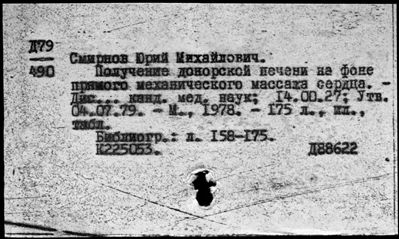 Д79
490
Смирнов Юрий Михайлович.
Получение донорской печени на фоне
прямого механического массажа сердца. -
Дис... канд. мед. наук; 14.00.27; Утв.
04.07.79. - М., 1978. - 175 л., ил.,
табл.
Библиогр.: л. 158-175.
К225053. Д88622